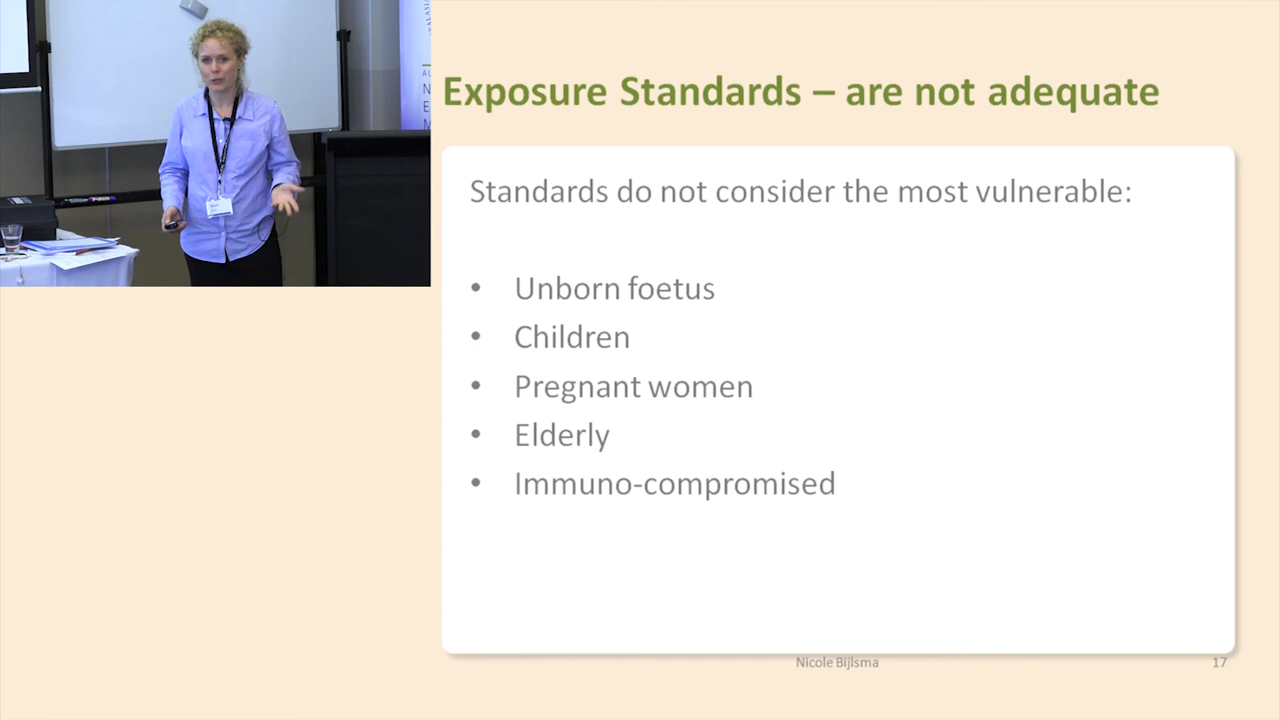 Exposure Standards – are not adequate
Standards do not consider the most vulnerable:
• Unborn foetus
• Children
• Pregnant women
• Elderly
• Immuno-compromised
Nicole Bijlsma
17